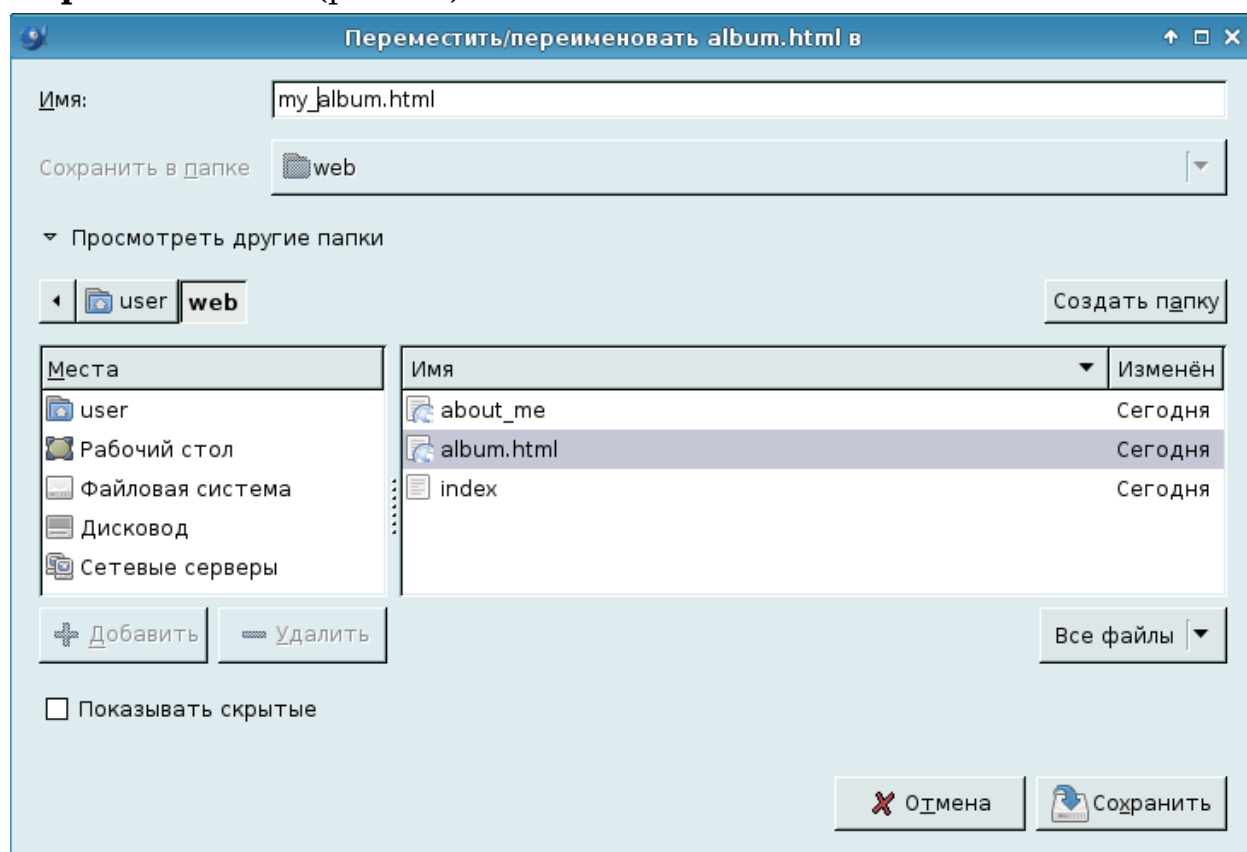 Переместить/переименовать album.html в
Имя: my_album.html
Сохранить в папке web
Просмотреть другие папки
user web Создать папку
Места Имя Изменён
user about_me Сегодня
Рабочий стол album.html Сегодня
Файловая система index Сегодня
Дисковод
Сетевые серверы
Добавить Удалить Все файлы
Показывать скрытые
Отмена Сохранить